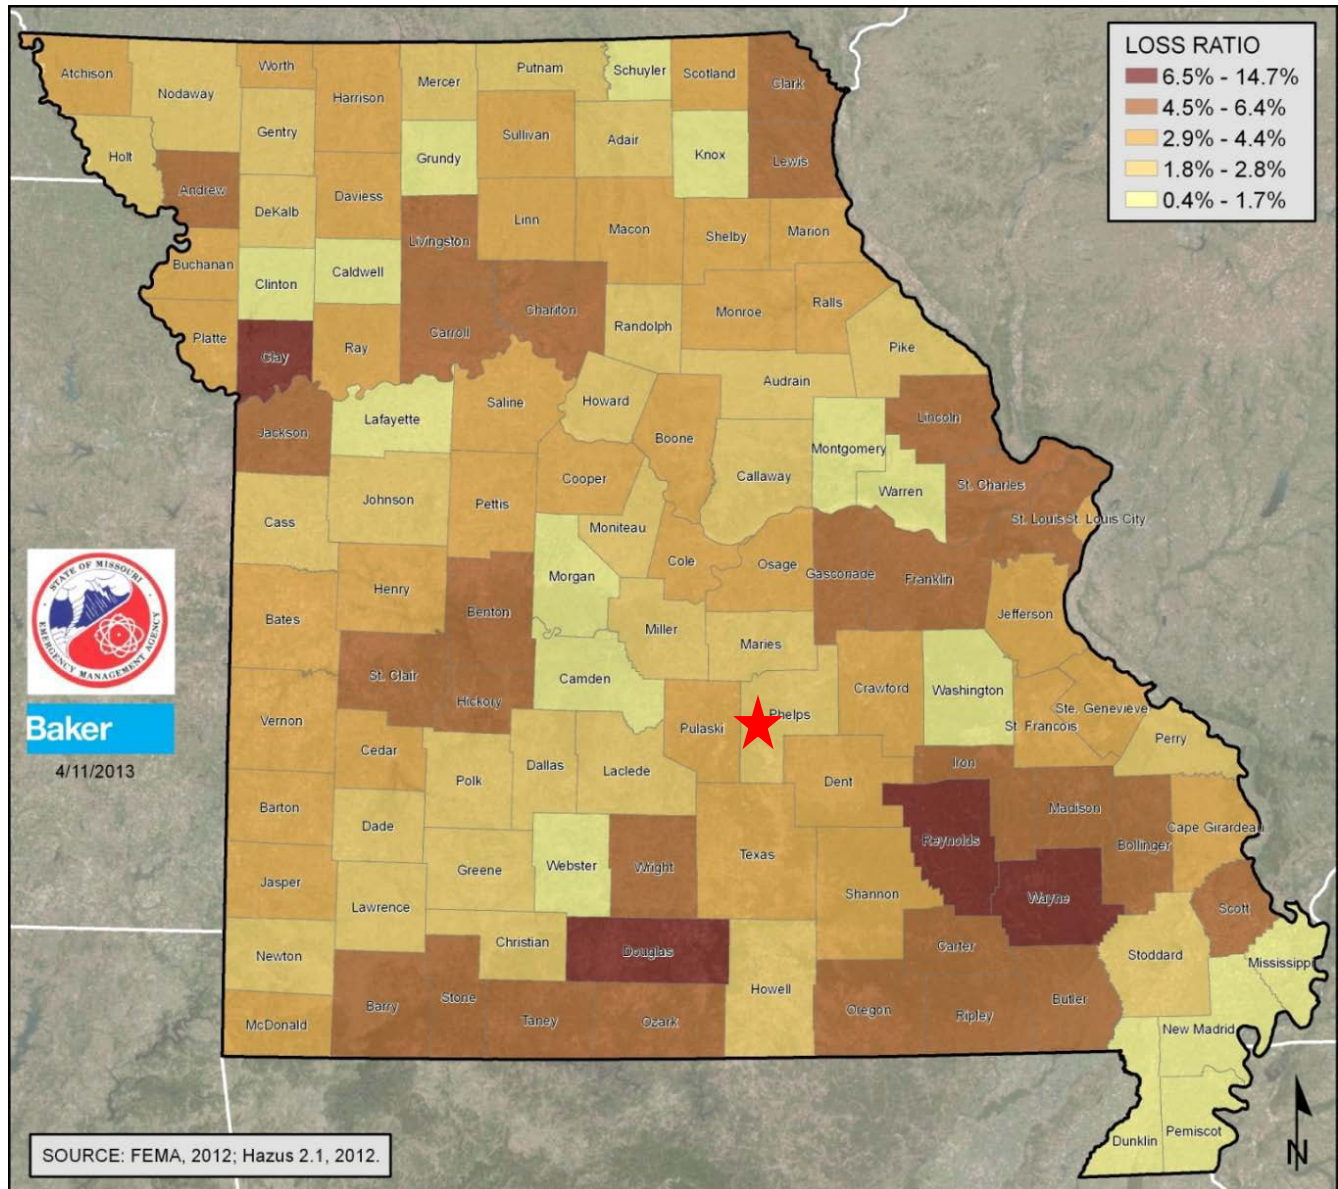 LOSS RATIO
6.5% - 14.7%
4.5% - 6.4%
2.9% - 4.4%
1.8% - 2.8%
0.4% - 1.7%
Atchison
Nodaway
Worth
Harrison
Mercer
Putnam
Schuyler
Scotland
Clark
Holt
Gentry
Grundy
Sullivan
Adair
Knox
Lewis
Andrew
DeKalb
Daviess
Livingston
Linn
Macon
Shelby
Marion
Buchanan
Clinton
Caldwell
Chariton
Randolph
Monroe
Ralls
Platte
Clay
Ray
Carroll
Pike
Audrain
Jackson
Lafayette
Saline
Howard
Boone
Lincoln
Montgomery
Callaway
Warren
St. Charles
Cass
Johnson
Pettis
Cooper
Moniteau
St. Louis
St. Louis City
Henry
Benton
Morgan
Cole
Osage
Gasconade
Franklin
Bates
Miller
Maries
Jefferson
St. Clair
Hickory
Camden
Crawford
Washington
STATE OF MISSOURI
EMERGENCY MANAGEMENT AGENCY
Baker
4/11/2013
Vernon
Cedar
Polk
Dallas
Laclede
Pulaski
Phelps
Dent
St. Francois
Ste. Genevieve
Perry
Iron
Barton
Dade
Greene
Webster
Wright
Texas
Shannon
Reynolds
Madison
Bollinger
Cape Girardeau
Jasper
Lawrence
Christian
Douglas
Wayne
Scott
Newton
Howell
Carter
Stoddard
Mississippi
McDonald
Barry
Stone
Taney
Ozark
Oregon
Ripley
Butler
New Madrid
Dunklin
Pemiscot
N
SOURCE: FEMA, 2012; Hazus 2.1, 2012.